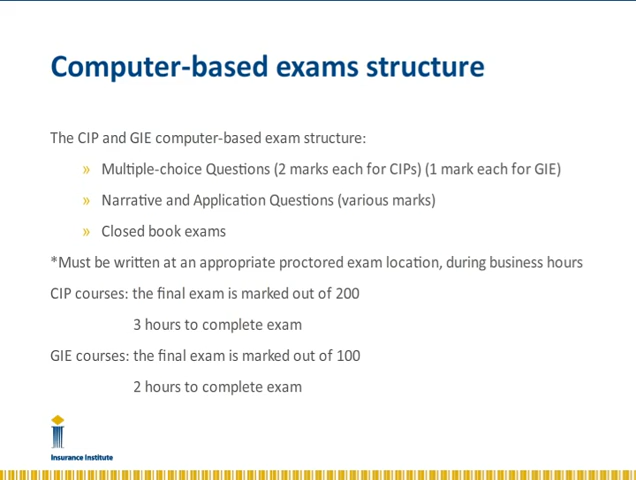 Computer-based exams structure
The CIP and GIE computer-based exam structure:
» Multiple-choice Questions (2 marks each for CIPs) (1 mark each for GIE)
» Narrative and Application Questions (various marks)
» Closed book exams
*Must be written at an appropriate proctored exam location, during business hours
CIP courses: the final exam is marked out of 200
3 hours to complete exam
GIE courses: the final exam is marked out of 100
2 hours to complete exam
Insurance Institute